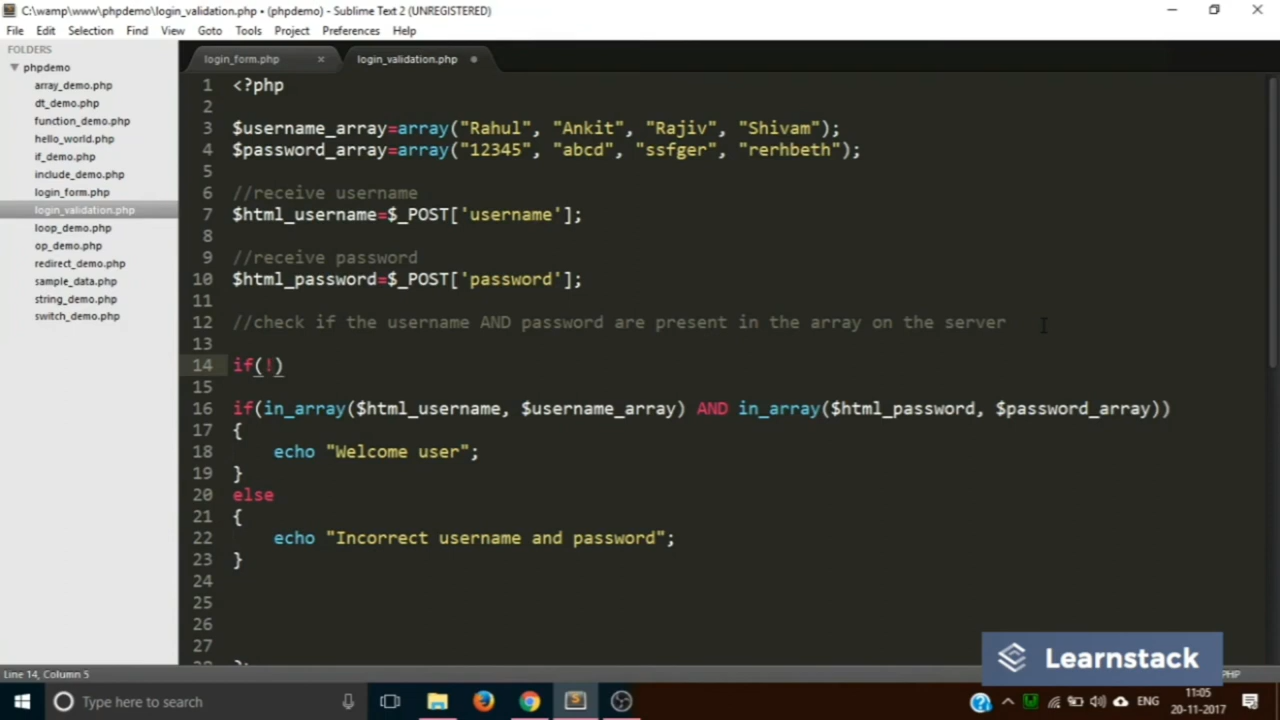 C:\wamp\www\phpdemo\login_validation.php • (phpdemo) - Sublime Text 2 (UNREGISTERED)
File Edit Selection Find View Goto Tools Project Preferences Help
FOLDERS
phpdemo
array_demo.php
dt_demo.php
function_demo.php
hello_world.php
if_demo.php
include_demo.php
login_form.php
login_validation.php
loop_demo.php
op_demo.php
redirect_demo.php
sample_data.php
string_demo.php
switch_demo.php
login_form.php × login_validation.php
1 <?php
2
3 $username_array=array("Rahul", "Ankit", "Rajiv", "Shivam");
4 $password_array=array("12345", "abcd", "ssfger", "rerhbeth");
5
6 //receive username
7 $html_username=$_POST['username'];
8
9 //receive password
10 $html_password=$_POST['password'];
11
12 //check if the username AND password are present in the array on the server
13
14 if(!)
15
16 if(in_array($html_username, $username_array) AND in_array($html_password, $password_array))
17 {
18 echo "Welcome user";
19 }
20 else
21 {
22 echo "Incorrect username and password";
23 }
24
25
26
27
Learnstack
Line 14, Column 5
PHP
Type here to search
ENG
11:05
20-11-2017